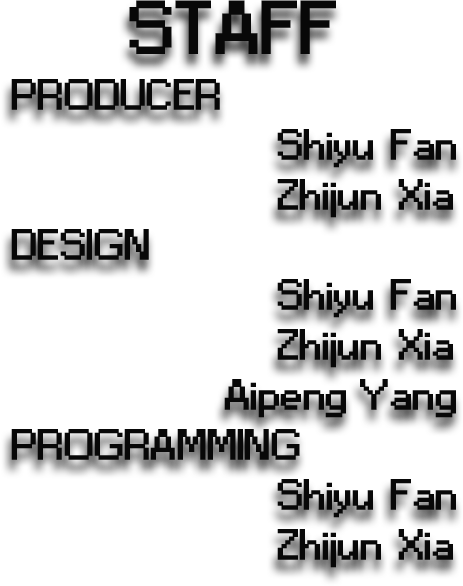 STAFF
PRODUCER
Shiyu Fan
Zhijun Xia
DESIGN
Shiyu Fan
Zhijun Xia
Aipeng Yang
PROGRAMMING
Shiyu Fan
Zhijun Xia